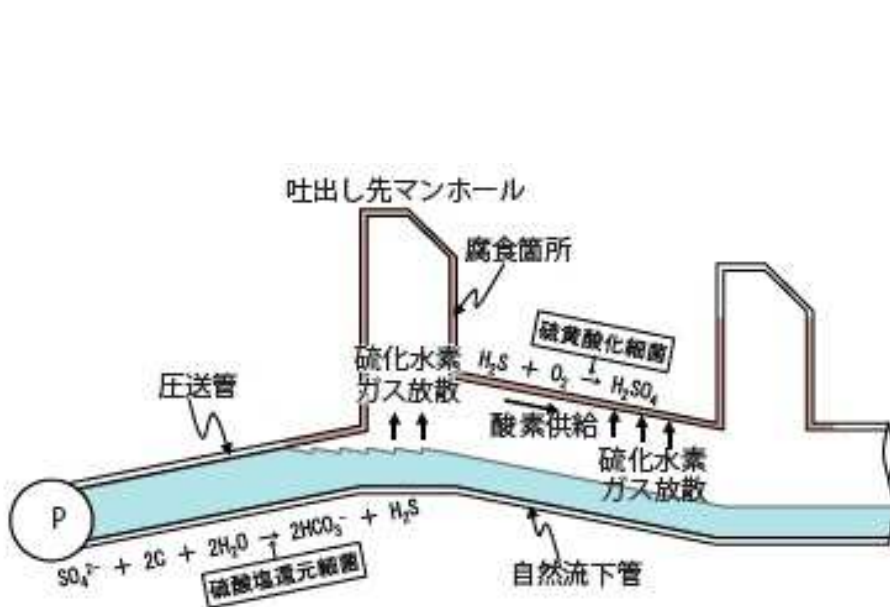 吐出し先マンホール
腐食箇所
硫黄酸化細菌
硫化水素
ガス放散
H₂S + O₂ → H₂SO₄
圧送管
酸素供給
硫化水素
ガス放散
P
SO₄²⁻ + 2C + 2H₂O → 2HCO₃⁻ + H₂S
硫酸塩還元細菌
自然流下管